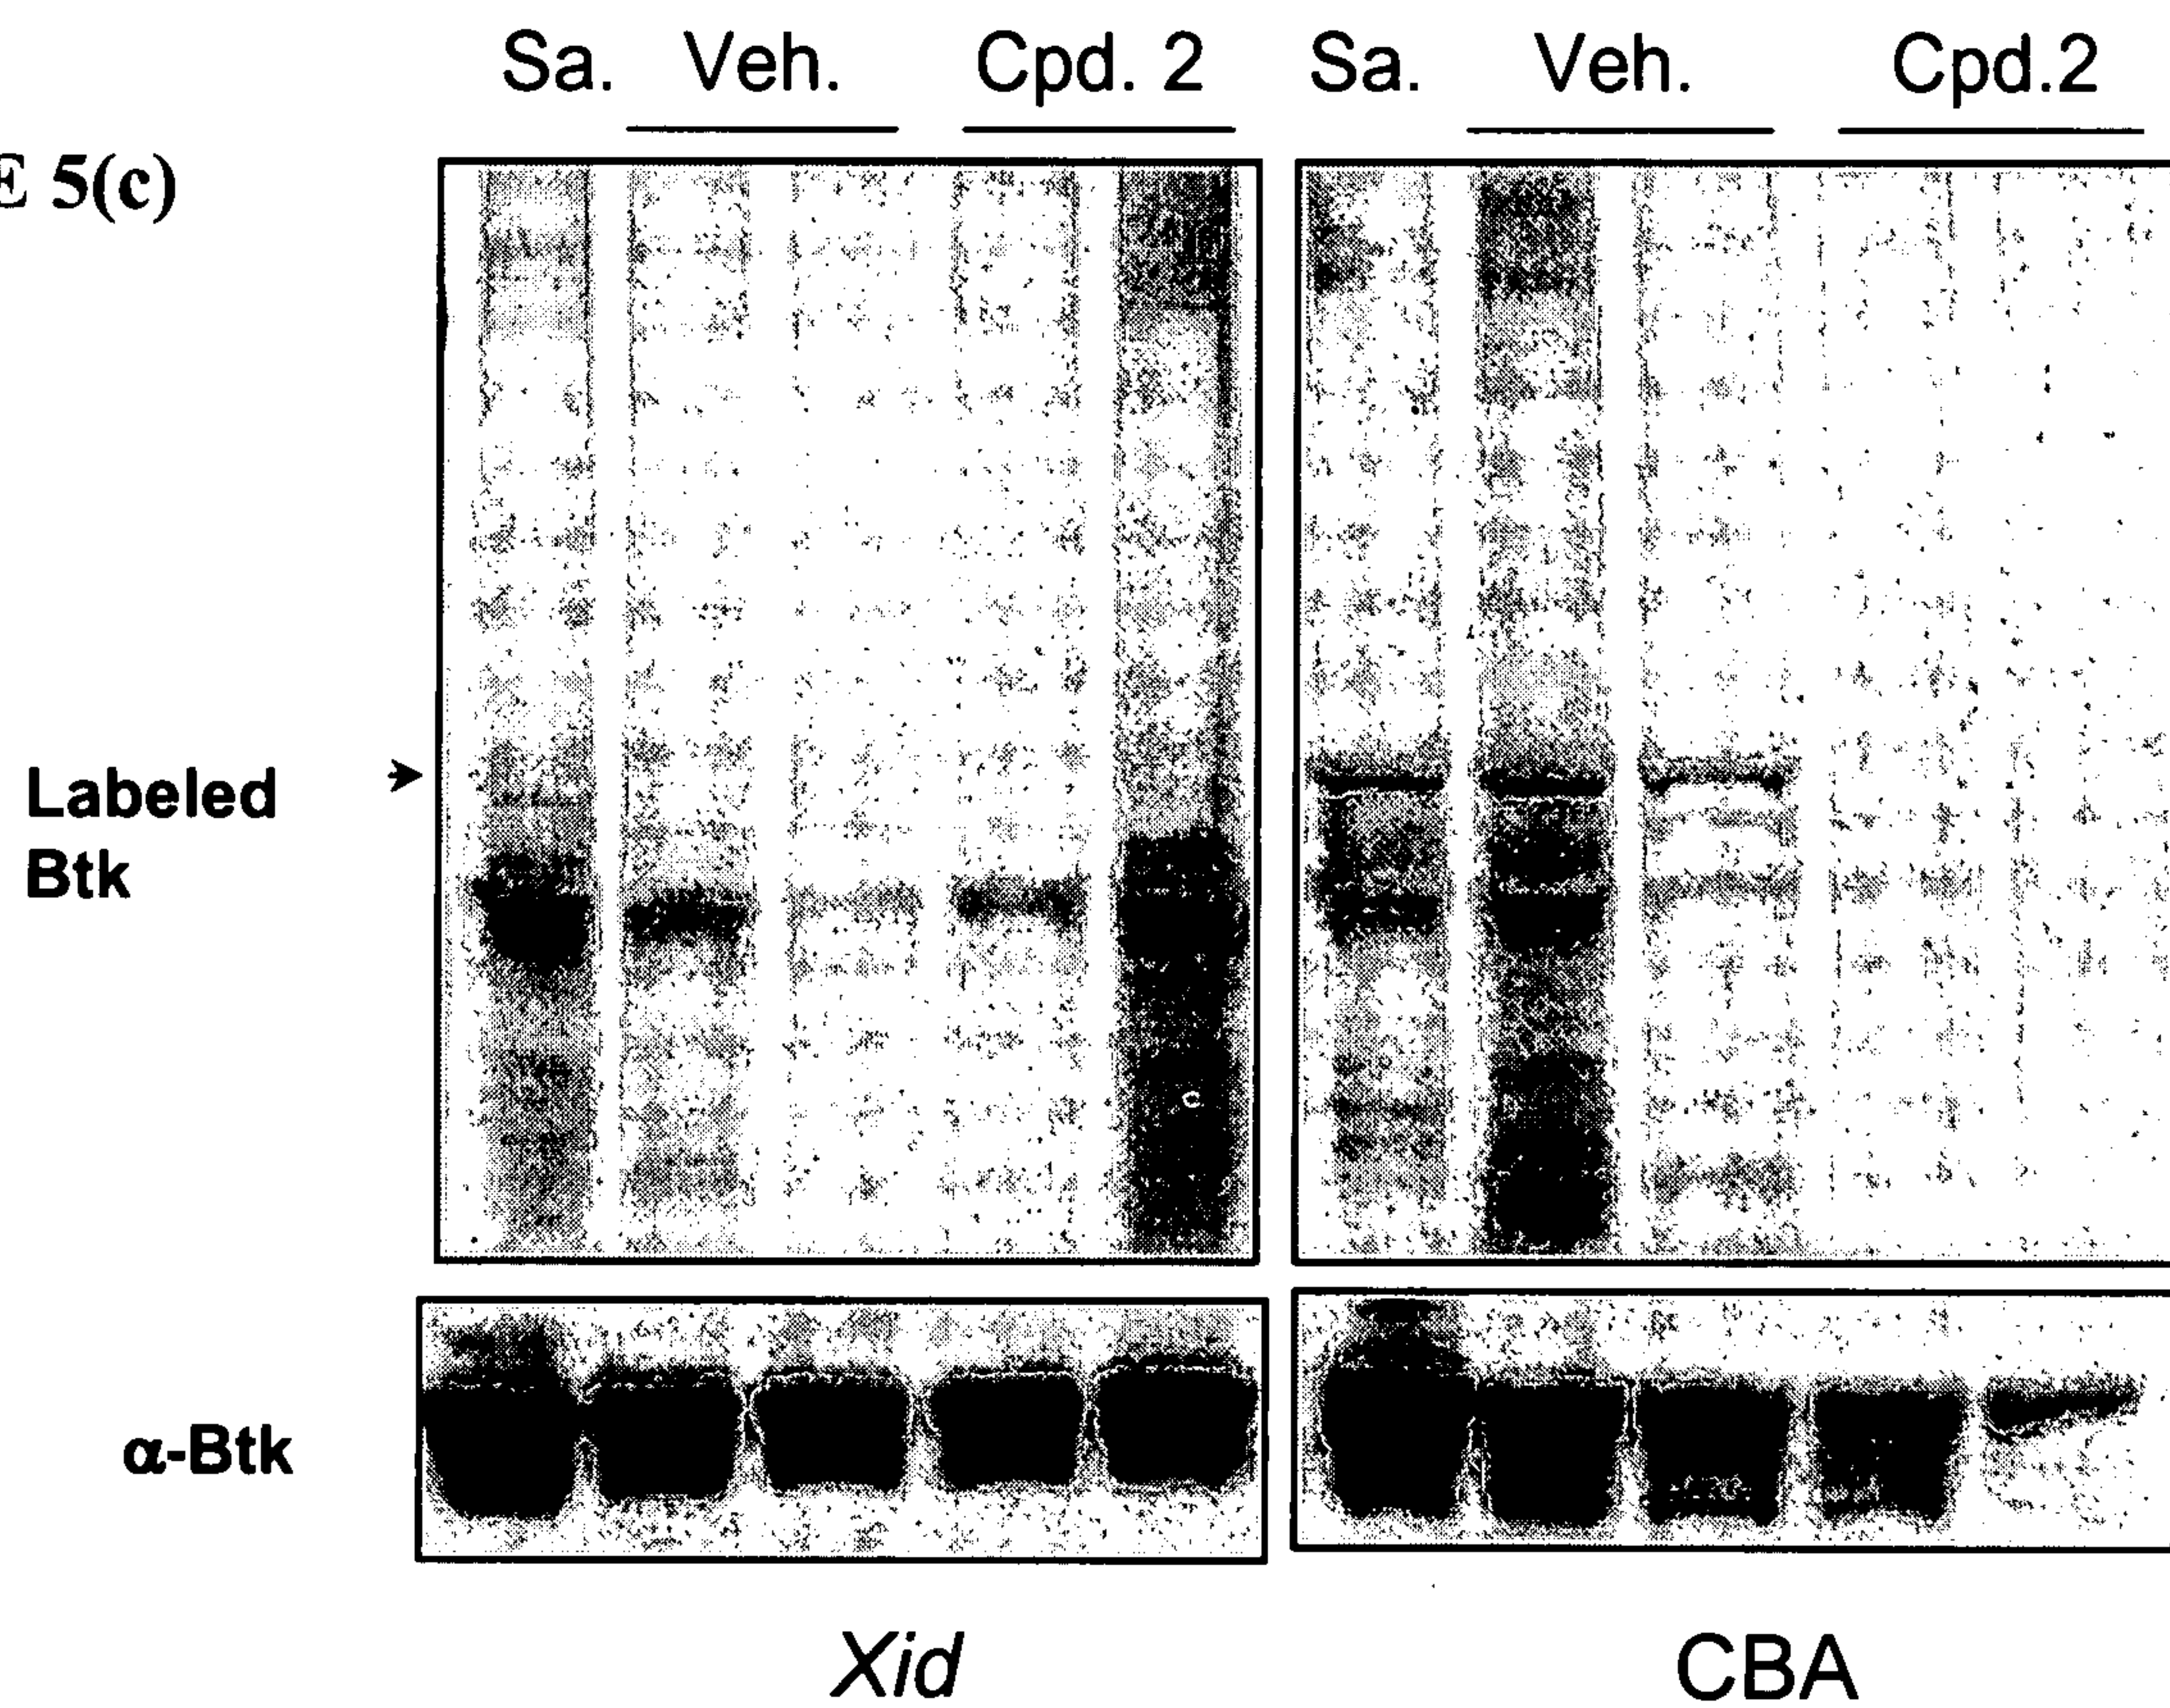 Sa. Veh. Cpd. 2 Sa. Veh. Cpd.2
E 5(c)
Labeled
Btk
α-Btk
Xid CBA